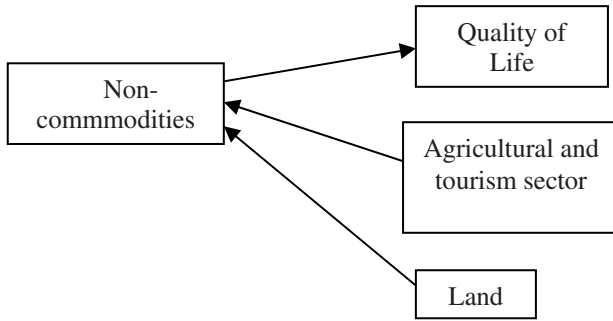 Non-
commmodities
Quality of
Life
Agricultural and
tourism sector
Land